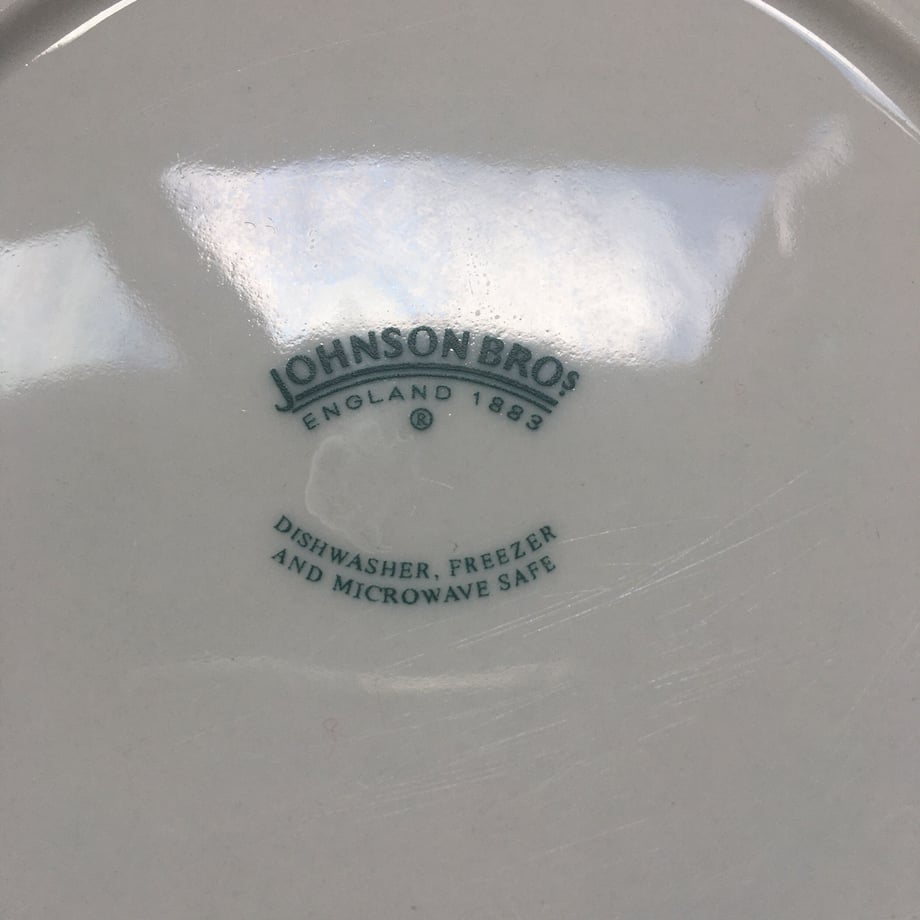 JOHNSON BROS
ENGLAND 1883
®
DISHWASHER, FREEZER
AND MICROWAVE SAFE